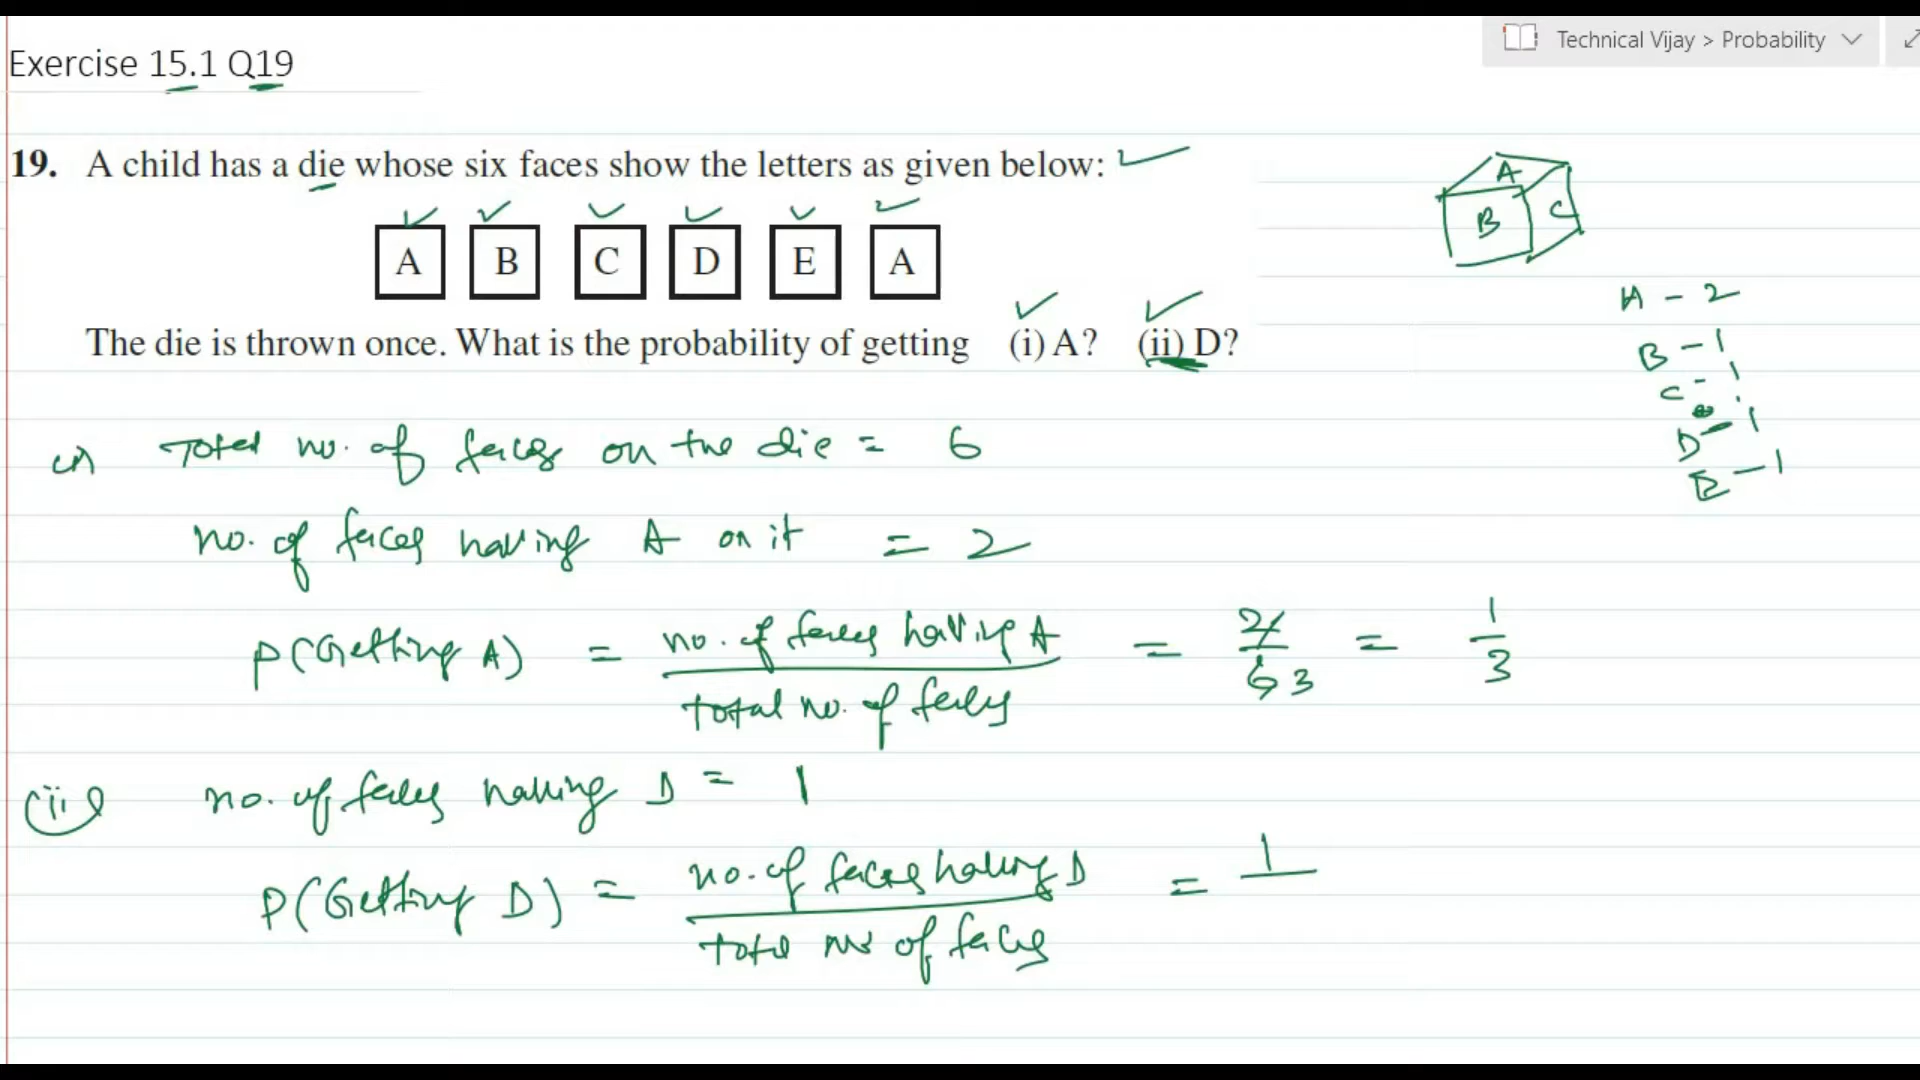 Technical Vijay > Probability
Exercise 15.1 Q19
19. A child has a die whose six faces show the letters as given below:
A B C D E A
The die is thrown once. What is the probability of getting (i) A? (ii) D?
A
B C
A - 2
B - 1
C - 1
D - 1
E - 1
(i) Total no. of faces on the die = 6
no. of faces having A on it = 2
P(Getting A) = no. of faces having A / total no. of faces = 2/6 3 = 1/3
(ii) no. of faces having D = 1
P(Getting D) = no. of faces having D / total no of faces = 1